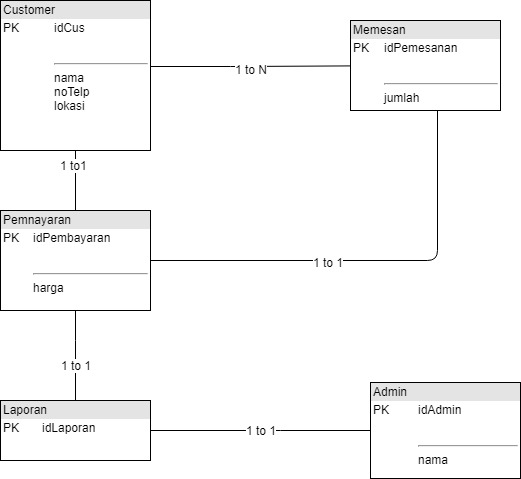 Customer
PK idCus
nama
noTelp
lokasi
Memesan
PK idPemesanan
jumlah
1 to N
1 to1
Pemnayaran
PK idPembayaran
harga
1 to 1
1 to 1
Laporan
PK idLaporan
1 to 1
Admin
PK idAdmin
nama